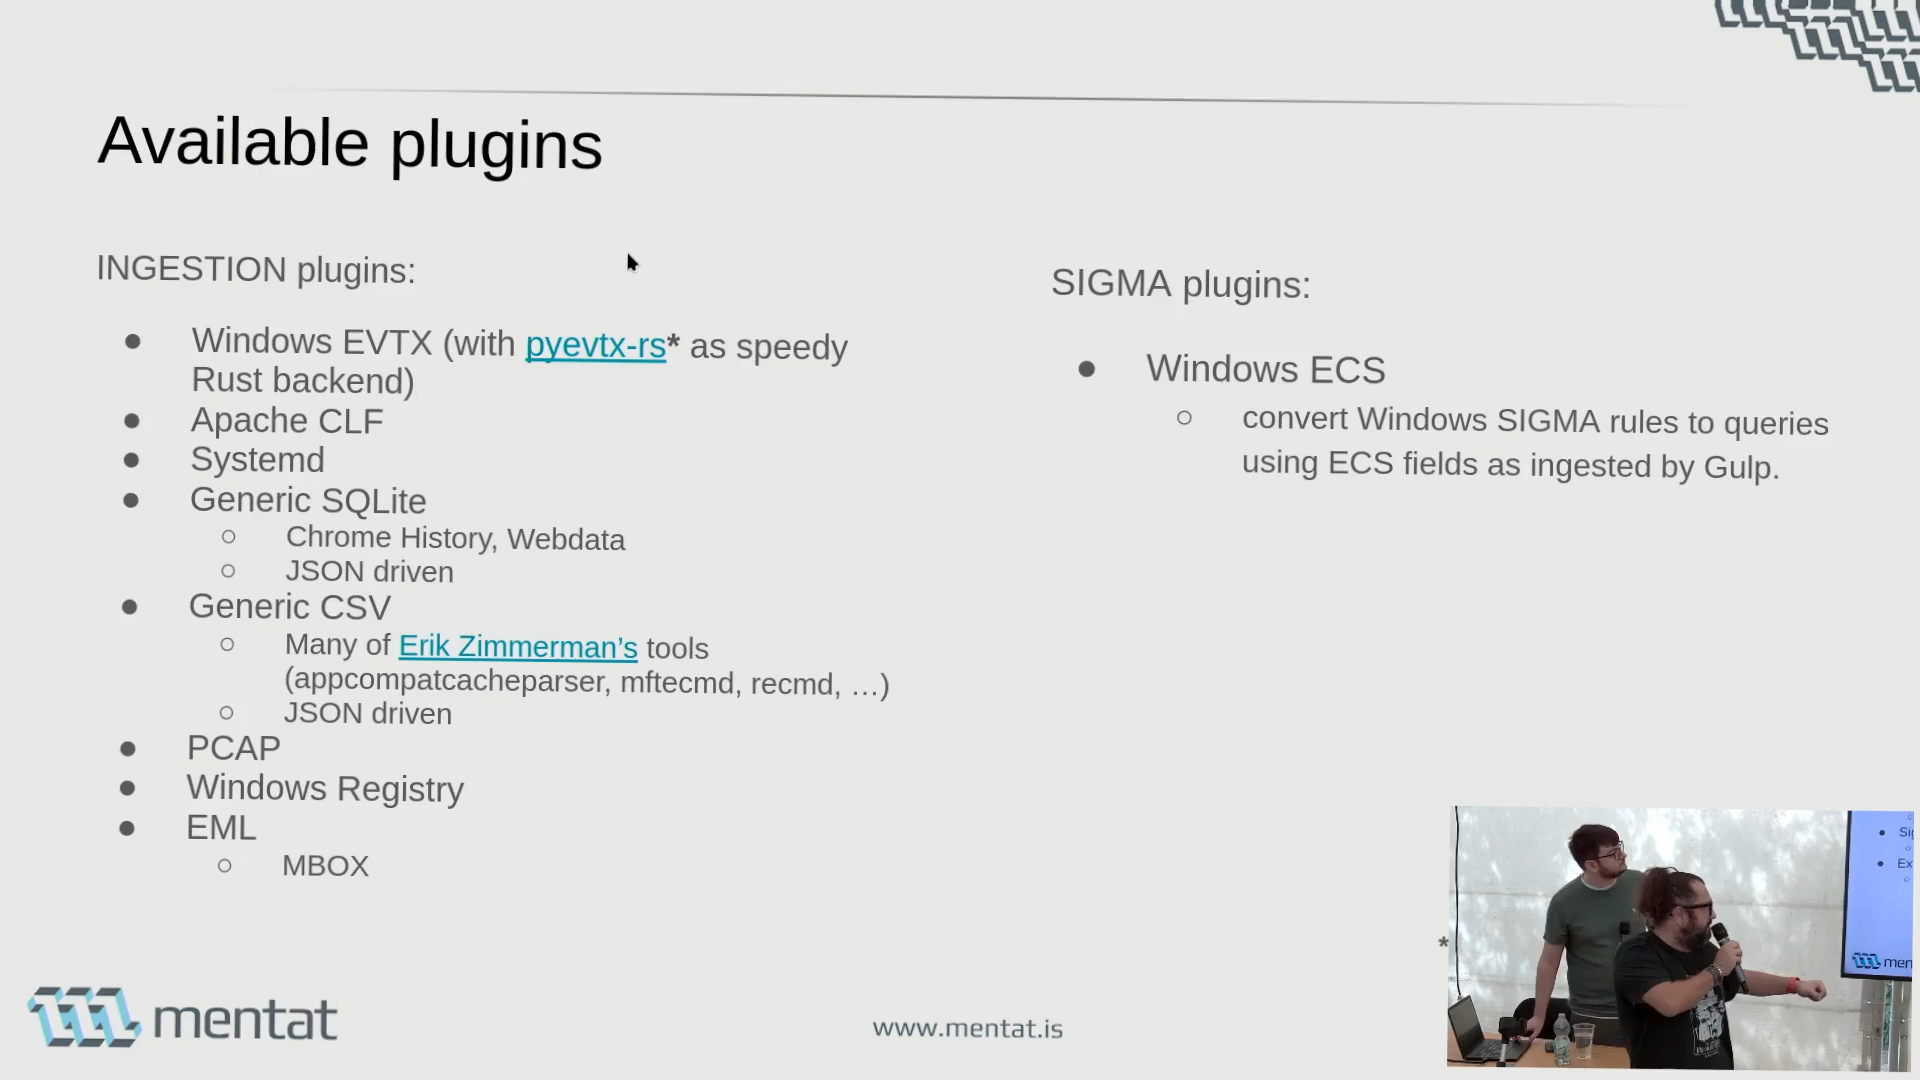 Available plugins
INGESTION plugins:
● Windows EVTX (with pyevtx-rs* as speedy
Rust backend)
● Apache CLF
● Systemd
● Generic SQLite
○ Chrome History, Webdata
○ JSON driven
● Generic CSV
○ Many of Erik Zimmerman’s tools
(appcompatcacheparser, mftecmd, recmd, …)
○ JSON driven
● PCAP
● Windows Registry
● EML
○ MBOX
SIGMA plugins:
● Windows ECS
○ convert Windows SIGMA rules to queries
using ECS fields as ingested by Gulp.
*
mentat
www.mentat.is